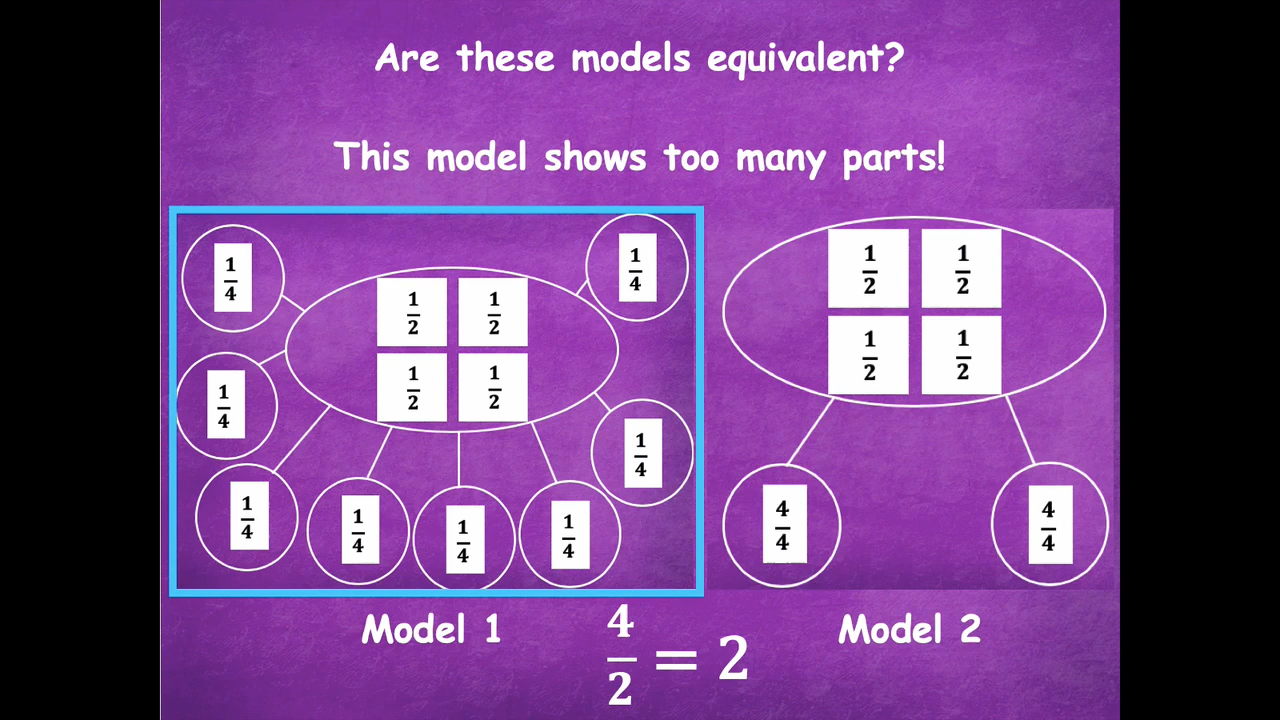 Are these models equivalent?
This model shows too many parts!
1/4 1/4
1/2 1/2
1/4 1/2 1/2 1/4
1/4 1/4 1/4 1/4
1/2 1/2
1/2 1/2
4/4 4/4
Model 1 4/2 = 2 Model 2